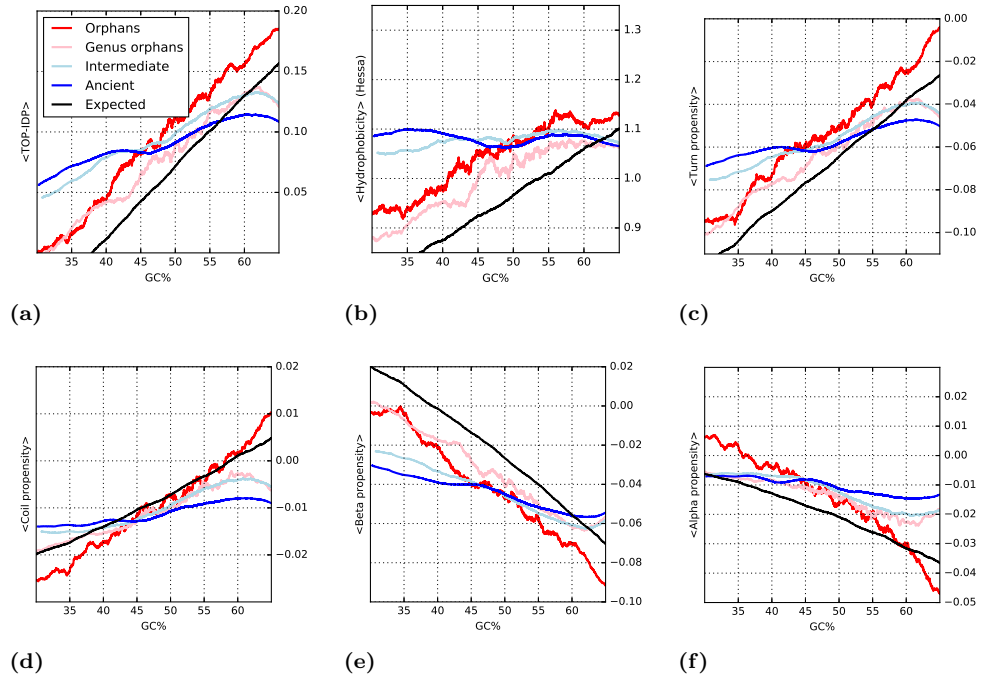 Orphans
Genus orphans
Intermediate
Ancient
Expected
<TOP-IDP>
0.20
0.15
0.10
0.05
35 40 45 50 55 60
GC%
(a)
<Hydrophobicity> (Hessa)
1.3
1.2
1.1
1.0
0.9
35 40 45 50 55 60
GC%
(b)
<Turn propensity>
0.00
−0.02
−0.04
−0.06
−0.08
−0.10
35 40 45 50 55 60
GC%
(c)
<Coil propensity>
0.02
0.01
0.00
−0.01
−0.02
35 40 45 50 55 60
GC%
(d)
<Beta propensity>
0.02
0.00
−0.02
−0.04
−0.06
−0.08
−0.10
35 40 45 50 55 60
GC%
(e)
<Alpha propensity>
0.02
0.01
0.00
−0.01
−0.02
−0.03
−0.04
−0.05
35 40 45 50 55 60
GC%
(f)